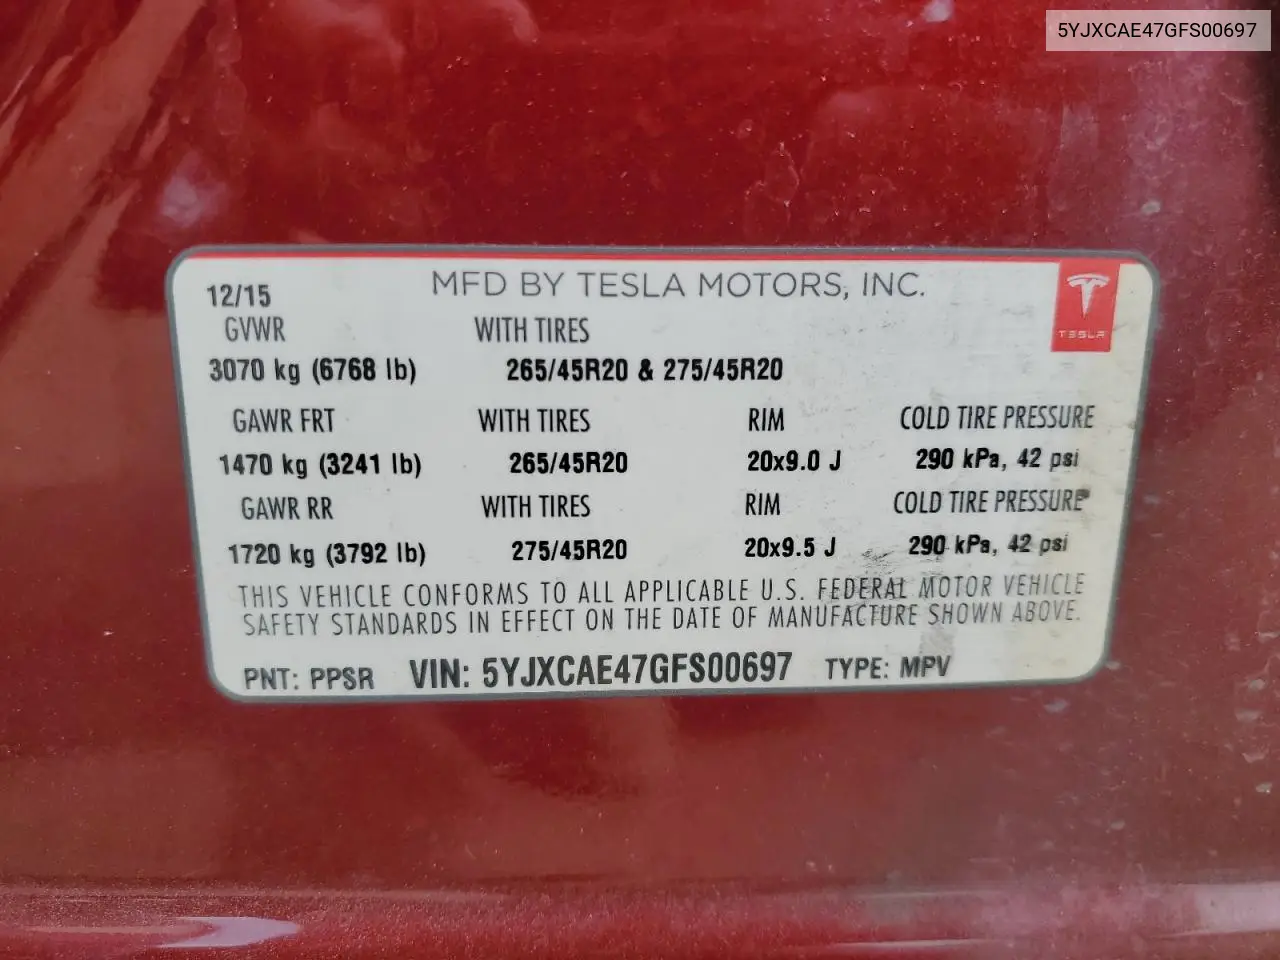 5YJXCAE47GFS00697
12/15 MFD BY TESLA MOTORS, INC.
TESLA
GVWR WITH TIRES
3070 kg (6768 lb) 265/45R20 & 275/45R20
GAWR FRT WITH TIRES RIM COLD TIRE PRESSURE
1470 kg (3241 lb) 265/45R20 20x9.0 J 290 kPa, 42 psi
GAWR RR WITH TIRES RIM COLD TIRE PRESSURE
1720 kg (3792 lb) 275/45R20 20x9.5 J 290 kPa, 42 psi
THIS VEHICLE CONFORMS TO ALL APPLICABLE U.S. FEDERAL MOTOR VEHICLE
SAFETY STANDARDS IN EFFECT ON THE DATE OF MANUFACTURE SHOWN ABOVE.
PNT: PPSR VIN: 5YJXCAE47GFS00697 TYPE: MPV